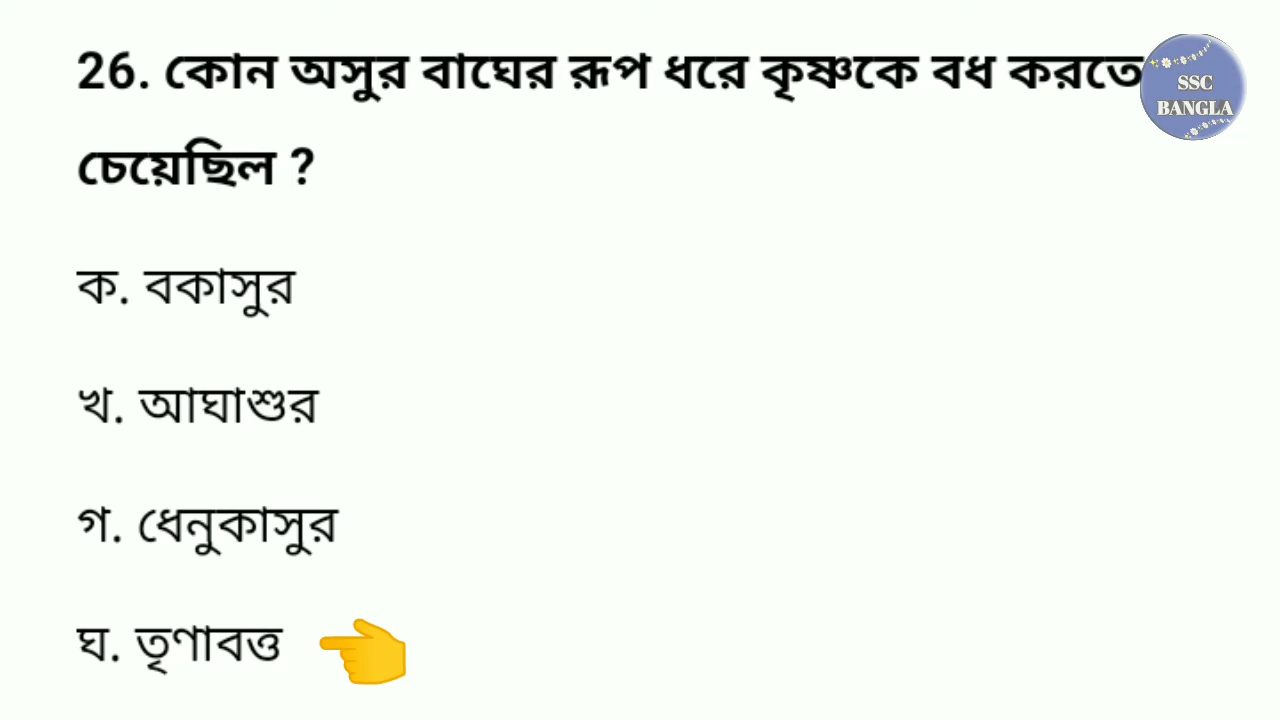 26. কোন অসুর বাঘের রূপ ধরে কৃষ্ণকে বধ করতে
চেয়েছিল ?
SSC
BANGLA
ক. বকাসুর
খ. আঘাশুর
গ. ধেনুকাসুর
ঘ. তৃণাবত্ত